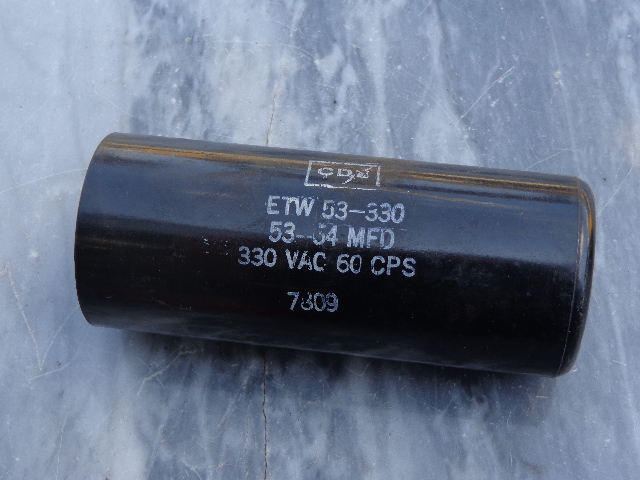 CDE
ETW 53-330
53-64 MFD
330 VAC 60 CPS
7809